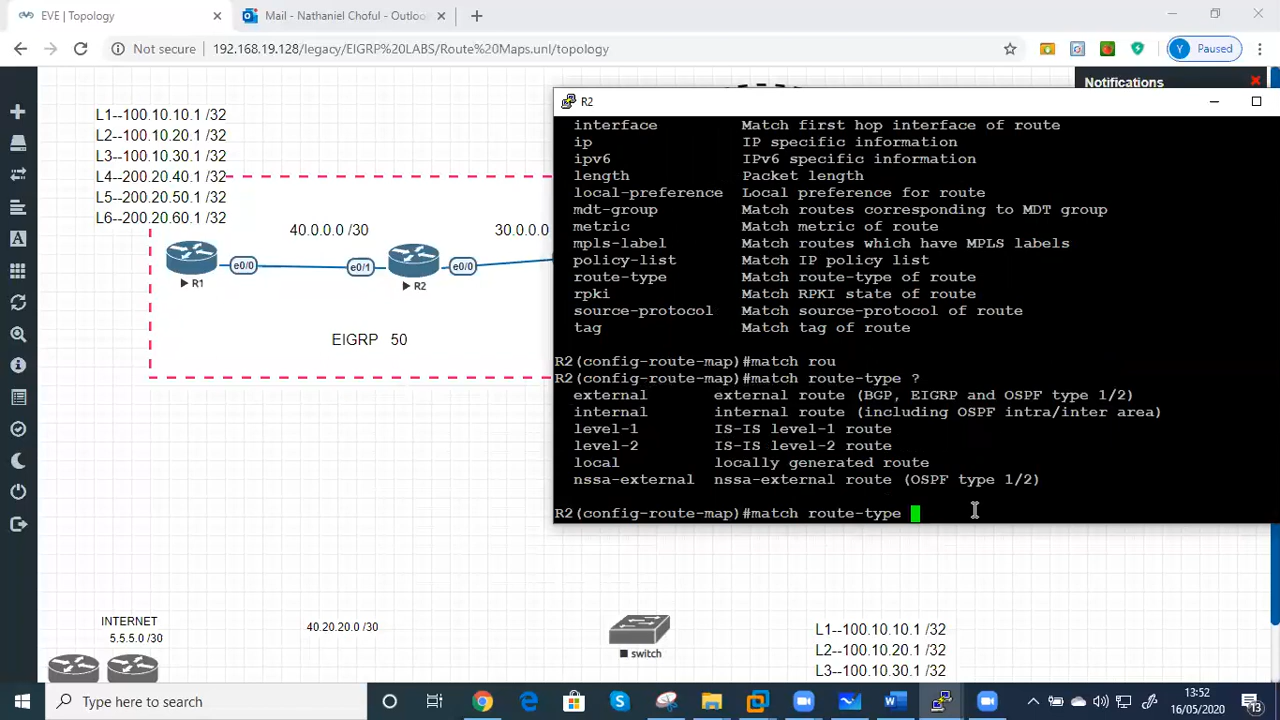 EVE | Topology
Mail - Nathaniel Choful - Outlook
Not secure
192.168.19.128/legacy/EIGRP%20LABS/Route%20Maps.unl/topology
Y
Paused
Notifications
L1--100.10.10.1 /32
L2--100.10.20.1 /32
L3--100.10.30.1 /32
L4--200.20.40.1 /32
L5--200.20.50.1 /32
L6--200.20.60.1 /32
40.0.0.0 /30
30.0.0.0
e0/0
e0/1
e0/0
R1
R2
EIGRP 50
R2
interface Match first hop interface of route
ip IP specific information
ipv6 IPv6 specific information
length Packet length
local-preference Local preference for route
mdt-group Match routes corresponding to MDT group
metric Match metric of route
mpls-label Match routes which have MPLS labels
policy-list Match IP policy list
route-type Match route-type of route
rpki Match RPKI state of route
source-protocol Match source-protocol of route
tag Match tag of route
R2(config-route-map)#match rou
R2(config-route-map)#match route-type ?
external external route (BGP, EIGRP and OSPF type 1/2)
internal internal route (including OSPF intra/inter area)
level-1 IS-IS level-1 route
level-2 IS-IS level-2 route
local locally generated route
nssa-external nssa-external route (OSPF type 1/2)
R2(config-route-map)#match route-type
INTERNET
5.5.5.0 /30
40.20.20.0 /30
switch
L1--100.10.10.1 /32
L2--100.10.20.1 /32
L3--100.10.30.1 /32
Type here to search
13:52
16/05/2020
13